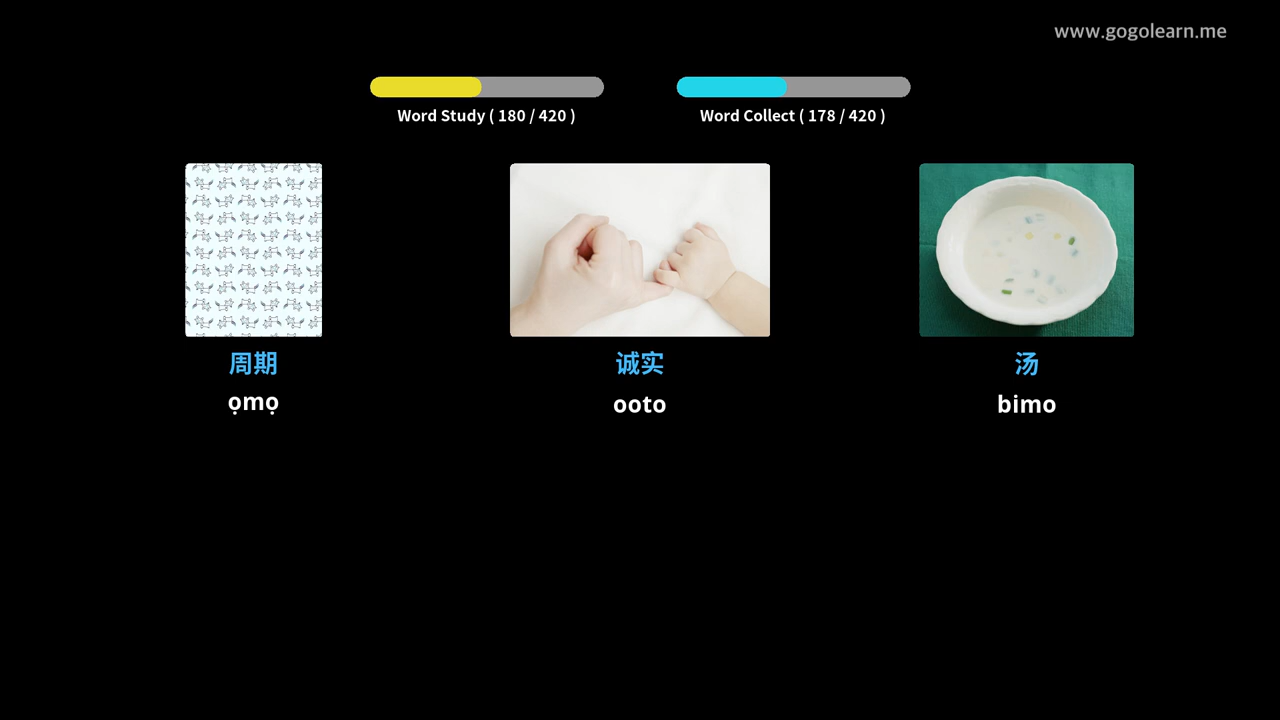 www.gogolearn.me
Word Study ( 180 / 420 )
Word Collect ( 178 / 420 )
周期
诚实
汤
ọmọ
ooto
bimo